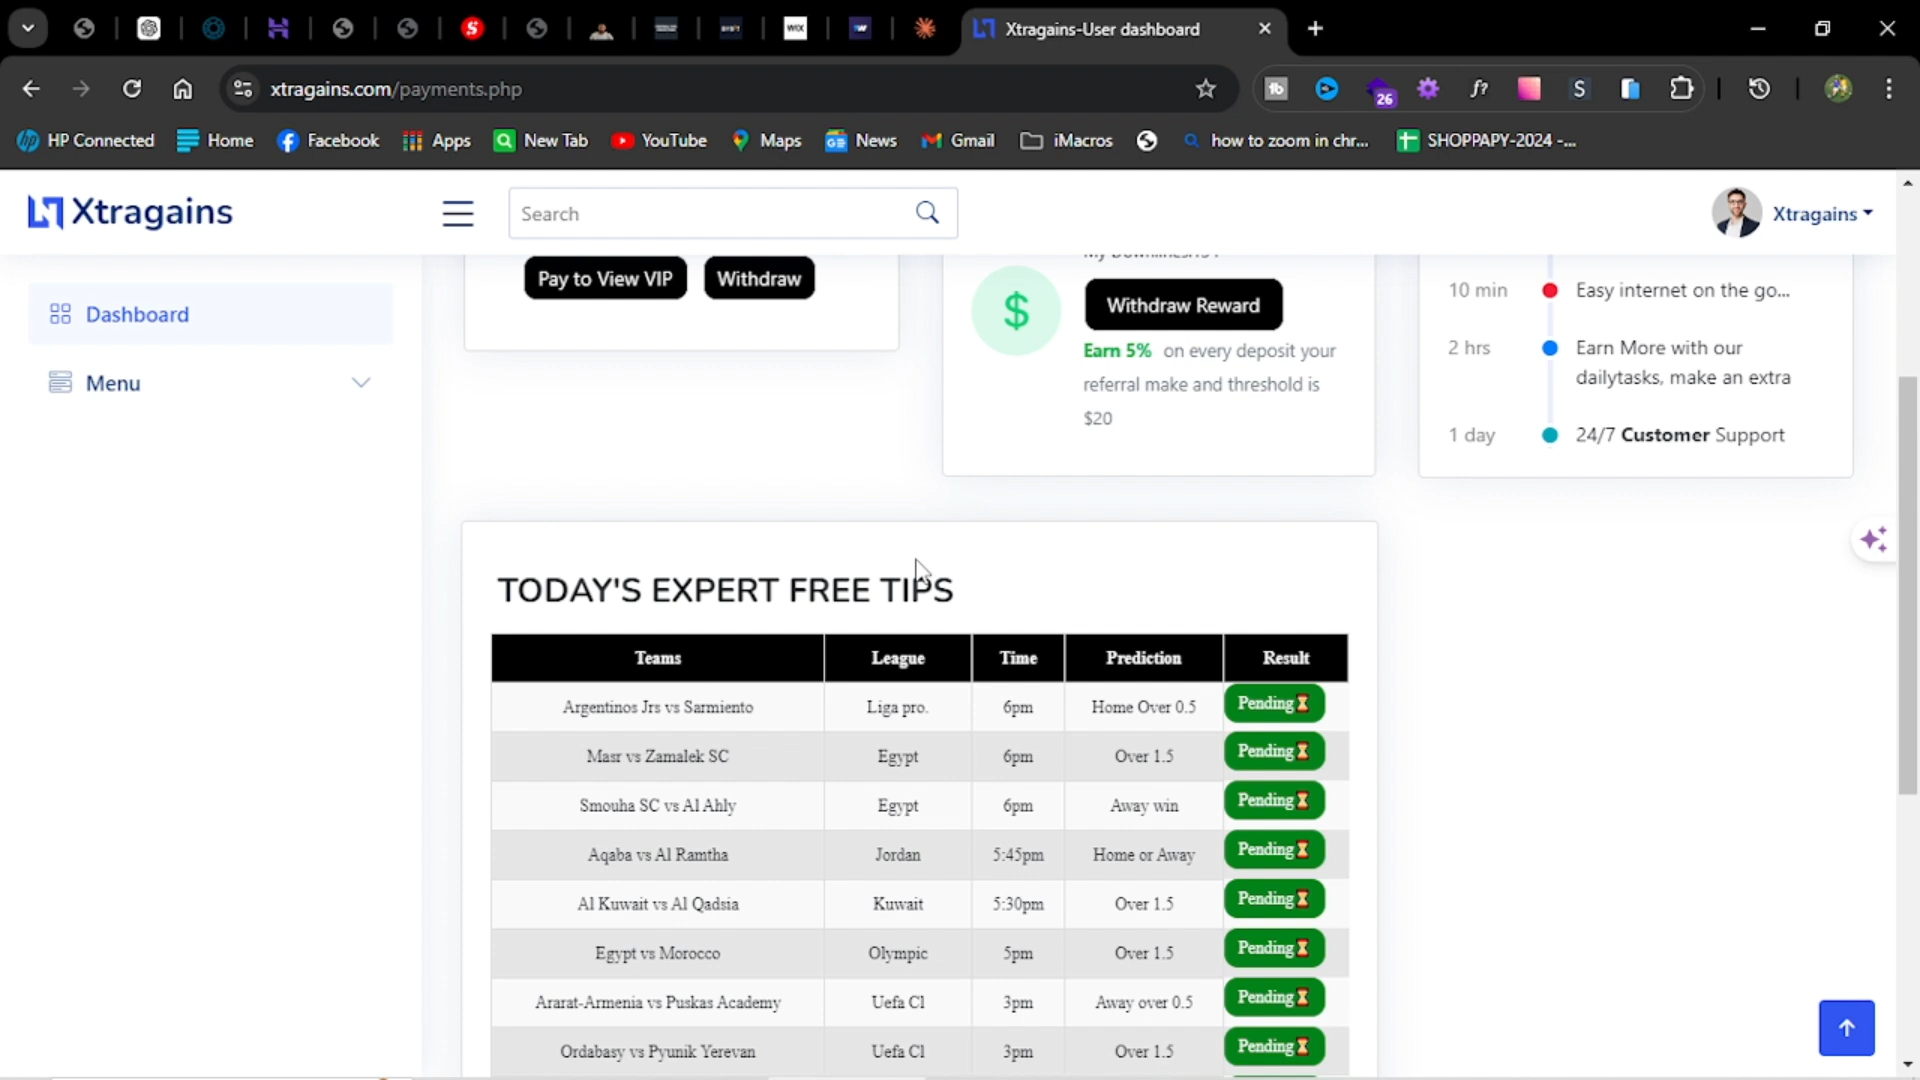 Xtragains-User dashboard
xtragains.com/payments.php
26
f?
S
HP Connected
Home
Facebook
Apps
New Tab
YouTube
Maps
News
Gmail
iMacros
how to zoom in chr...
SHOPPAPY-2024 -...
Xtragains
Search
Xtragains
Dashboard
Menu
Pay to View VIP
Withdraw
$
Withdraw Reward
Earn 5% on every deposit your
referral make and threshold is
$20
10 min Easy internet on the go...
2 hrs Earn More with our
dailytasks, make an extra
1 day 24/7 Customer Support
TODAY'S EXPERT FREE TIPS
Teams League Time Prediction Result
Argentinos Jrs vs Sarmiento Liga pro. 6pm Home Over 0.5 Pending⌛
Masr vs Zamalek SC Egypt 6pm Over 1.5 Pending⌛
Smouha SC vs Al Ahly Egypt 6pm Away win Pending⌛
Aqaba vs Al Ramtha Jordan 5:45pm Home or Away Pending⌛
Al Kuwait vs Al Qadsia Kuwait 5:30pm Over 1.5 Pending⌛
Egypt vs Morocco Olympic 5pm Over 1.5 Pending⌛
Ararat-Armenia vs Puskas Academy Uefa Cl 3pm Away over 0.5 Pending⌛
Ordabasy vs Pyunik Yerevan Uefa Cl 3pm Over 1.5 Pending⌛